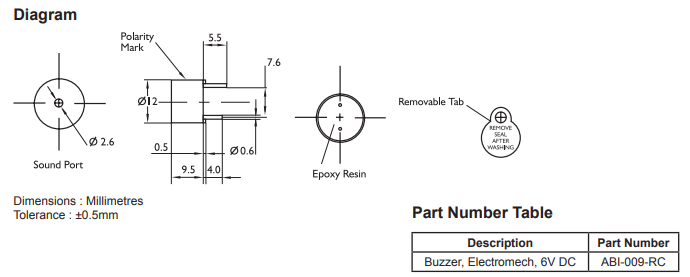 Diagram
Polarity
Mark
5.5
7.6
Ø12
Ø 2.6
Sound Port
0.5
Ø0.6
9.5
4.0
Epoxy Resin
Removable Tab
REMOVE
SEAL
AFTER
WASHING
Dimensions : Millimetres
Tolerance : ±0.5mm
Part Number Table
Description Part Number
Buzzer, Electromech, 6V DC ABI-009-RC